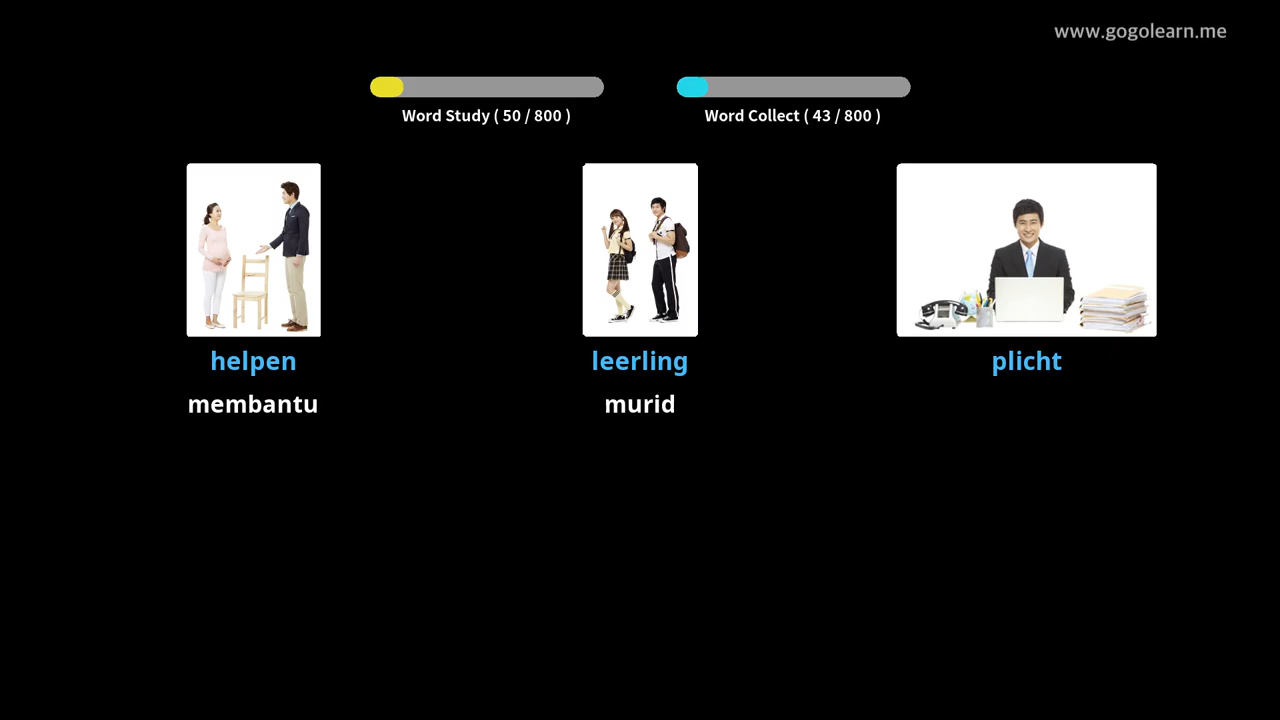 www.gogolearn.me
Word Study ( 50 / 800 )
Word Collect ( 43 / 800 )
helpen
membantu
leerling
murid
plicht